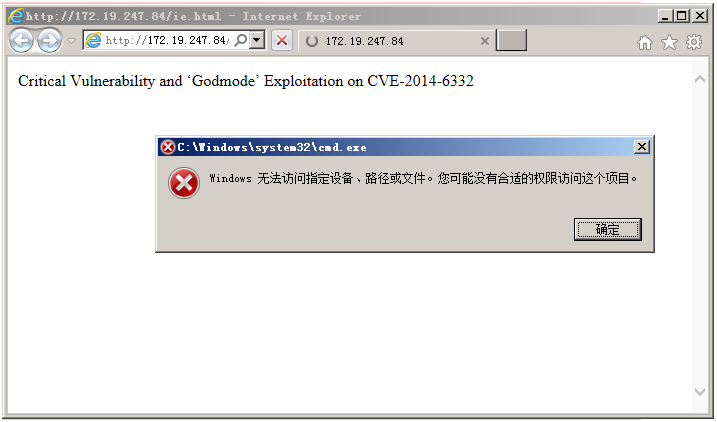 http://172.19.247.84/ie.html - Internet Explorer
http://172.19.247.84/
172.19.247.84
Critical Vulnerability and ‘Godmode’ Exploitation on CVE-2014-6332
C:\Windows\system32\cmd.exe
Windows 无法访问指定设备、路径或文件。您可能没有合适的权限访问这个项目。
确定